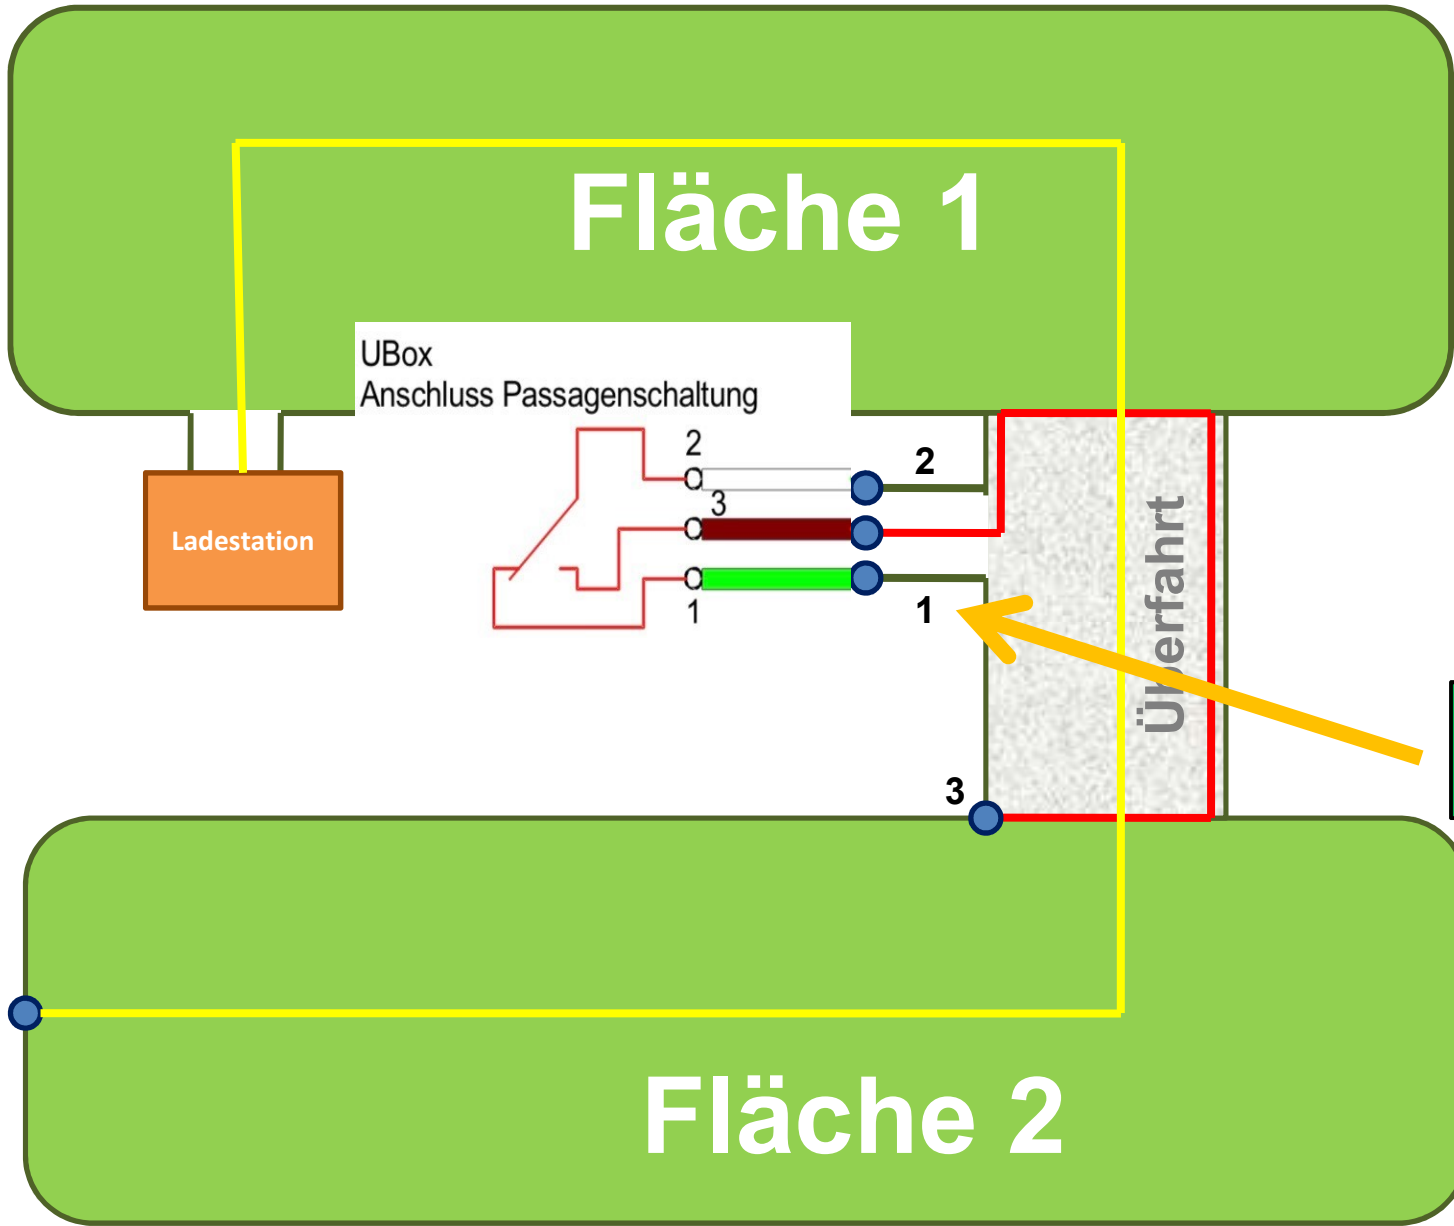 Fläche 1
UBox
Anschluss Passagenschaltung
2
2
3
Ladestation
1
1
Überfahrt
3
Fläche 2